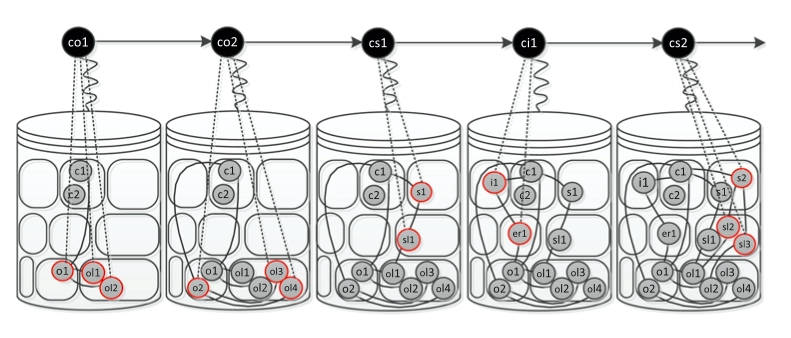 co1 co2 cs1 ci1 cs2
c1 c1 c1 c1 c1
c2 c2 c2 c2 c2
s1 i1 s1 i1 s1 s2
sl1 er1 sl1 er1 sl1 sl2 sl3
o1 ol1 o1 ol1 ol3 o1 ol1 ol3 o1 ol1 ol3 o1 ol1 ol3
ol2 o2 ol2 ol4 o2 ol2 ol4 o2 ol2 ol4 o2 ol2 ol4